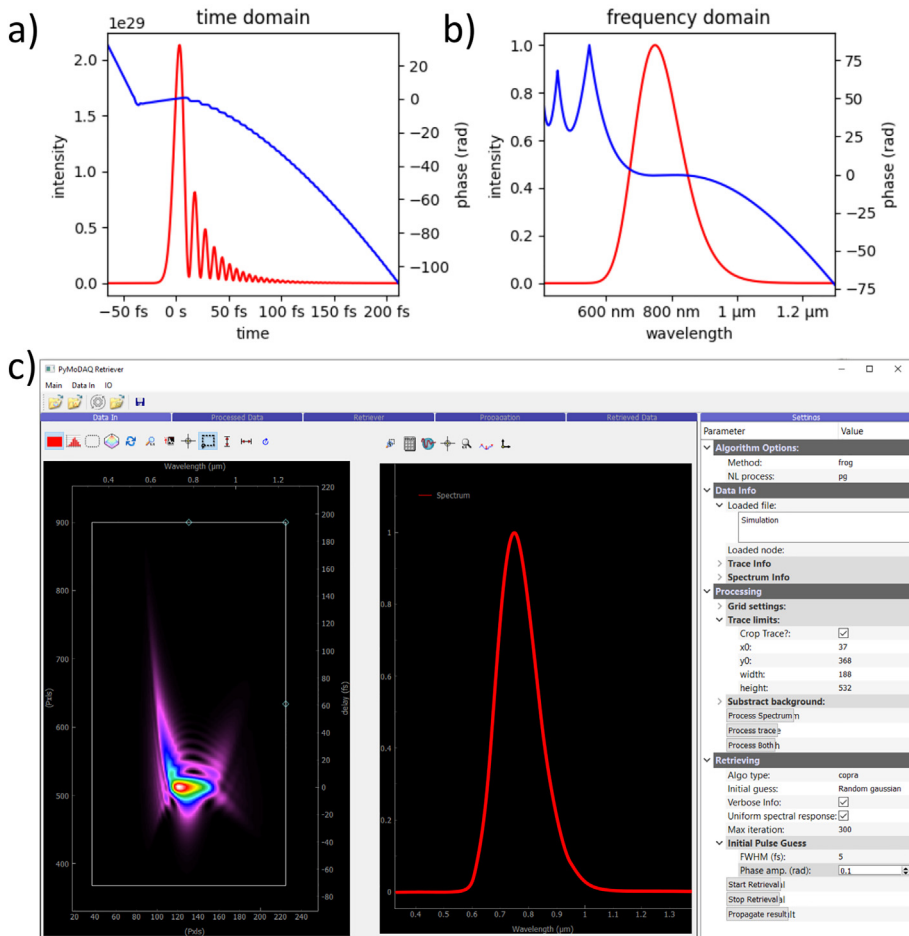 a)
time domain
1e29
2.0
1.5
1.0
0.5
0.0
intensity
20
0
−20
−40
−60
−80
−100
phase (rad)
−50 fs 0 s 50 fs 100 fs 150 fs 200 fs
time
b)
frequency domain
1.0
0.8
0.6
0.4
0.2
0.0
intensity
75
50
25
0
−25
−50
−75
phase (rad)
600 nm 800 nm 1 μm 1.2 μm
wavelength
c)
PyMoDAQ Retriever
Main Data In IO
Data In Processed Data Retriever Propagation Retrieved Data
Wavelength (μm)
0.4 0.6 0.8 1 1.2
900
800
700
600
500
400
(Pxls)
220
200
180
160
140
120
100
80
60
40
20
0
-20
-40
-60
-80
delay (fs)
20 40 60 80 100 120 140 160 180 200 220 240
(Pxls)
Spectrum
1
0.8
0.6
0.4
0.2
0
0.4 0.5 0.6 0.7 0.8 0.9 1 1.1 1.2 1.3
Wavelength (μm)
Settings
Parameter Value
Algorithm Options:
Method: frog
NL process: pg
Data Info
Loaded file:
Simulation
Loaded node:
Trace Info
Spectrum Info
Processing
Grid settings:
Trace limits:
Crop Trace?:
x0: 37
y0: 368
width: 188
height: 532
Substract background:
Process Spectrum
Process trace
Process Both
Retrieving
Algo type: copra
Initial guess: Random gaussian
Verbose Info:
Uniform spectral response:
Max iteration: 300
Initial Pulse Guess
FWHM (fs): 5
Phase amp. (rad): 0.1
Start Retrieval
Stop Retrieval
Propagate result